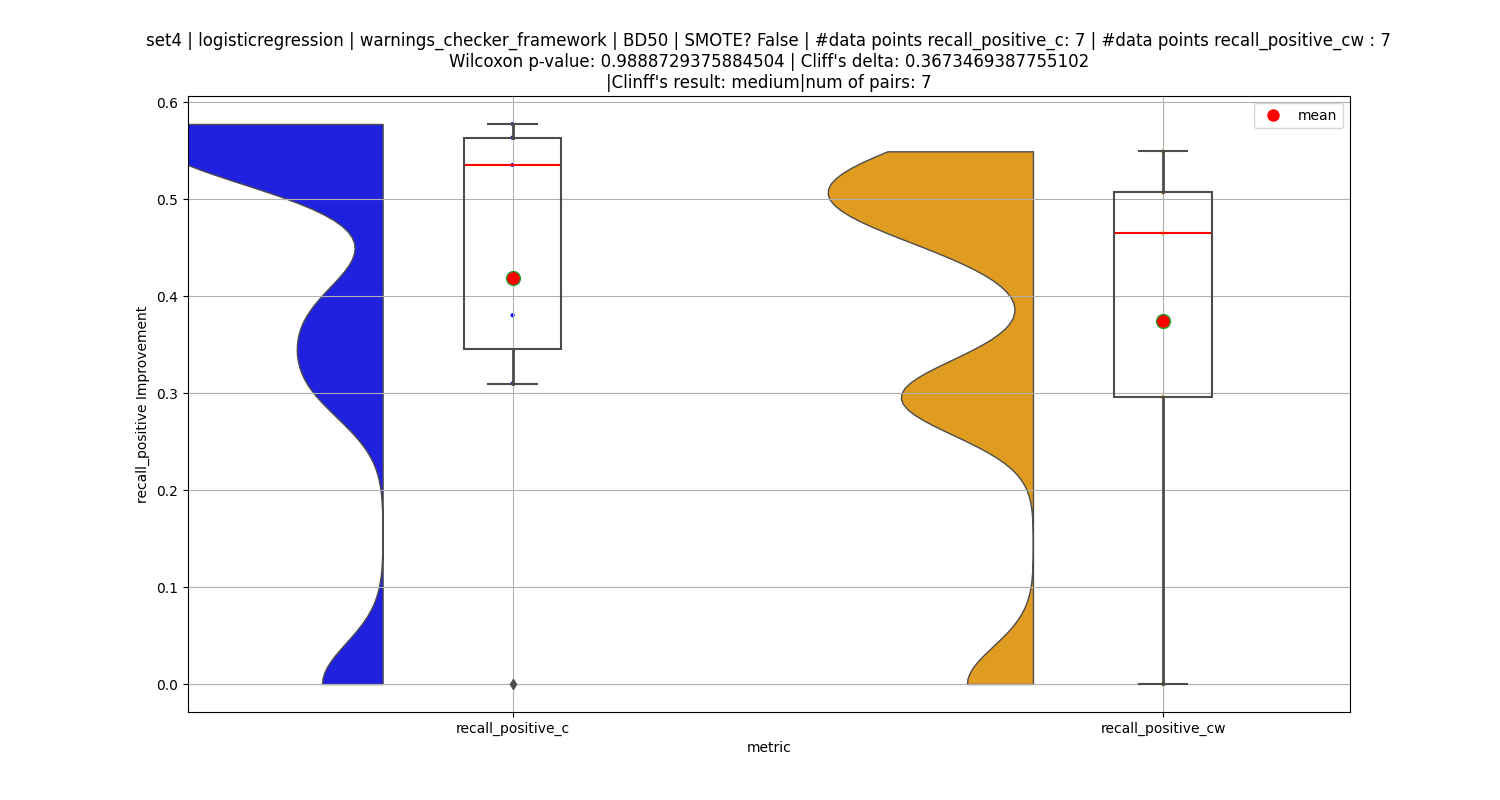 set4 | logisticregression | warnings_checker_framework | BD50 | SMOTE? False | #data points recall_positive_c: 7 | #data points recall_positive_cw : 7
Wilcoxon p-value: 0.9888729375884504 | Cliff's delta: 0.3673469387755102
|Clinff's result: medium|num of pairs: 7
mean
0.6
0.5
0.4
0.3
0.2
0.1
0.0
recall_positive Improvement
recall_positive_c
recall_positive_cw
metric